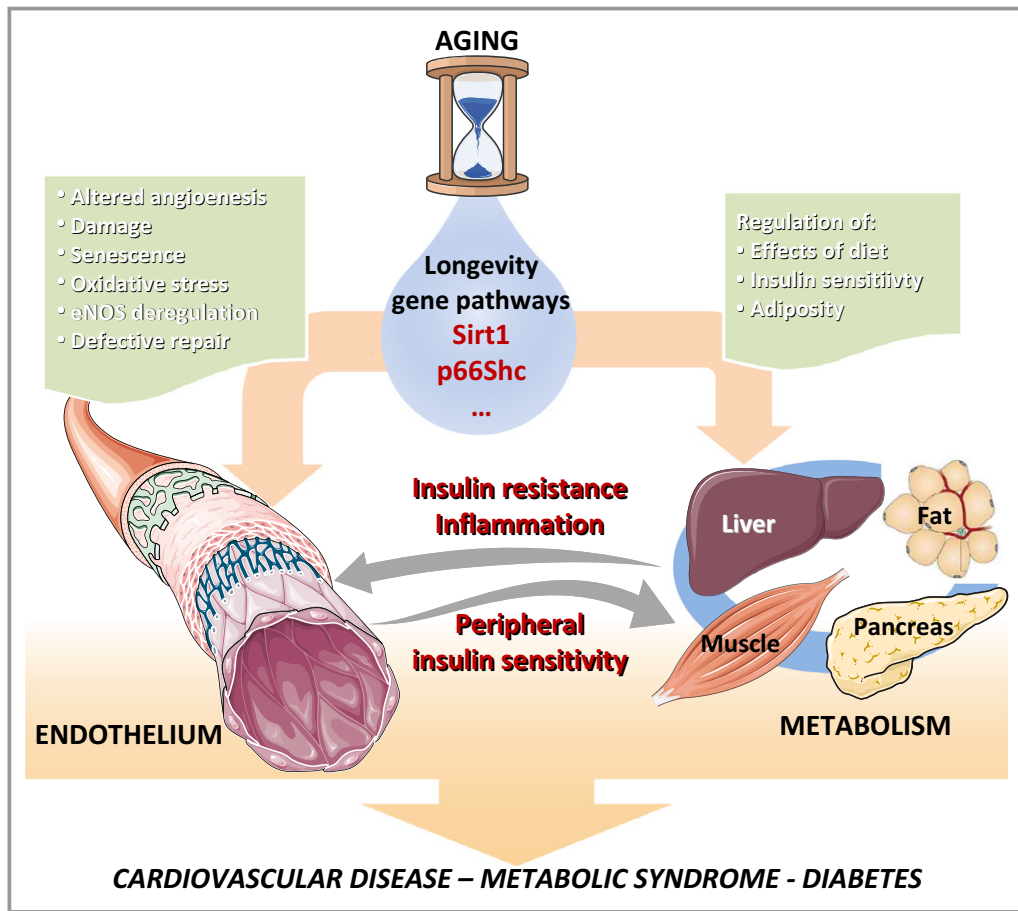 AGING
• Altered angioenesis
• Damage
• Senescence
• Oxidative stress
• eNOS deregulation
• Defective repair
Longevity
gene pathways
Sirt1
p66Shc
...
Regulation of:
• Effects of diet
• Insulin sensitiivty
• Adiposity
Insulin resistance
Inflammation
Peripheral
insulin sensitivity
Liver
Fat
Muscle
Pancreas
ENDOTHELIUM
METABOLISM
CARDIOVASCULAR DISEASE – METABOLIC SYNDROME - DIABETES